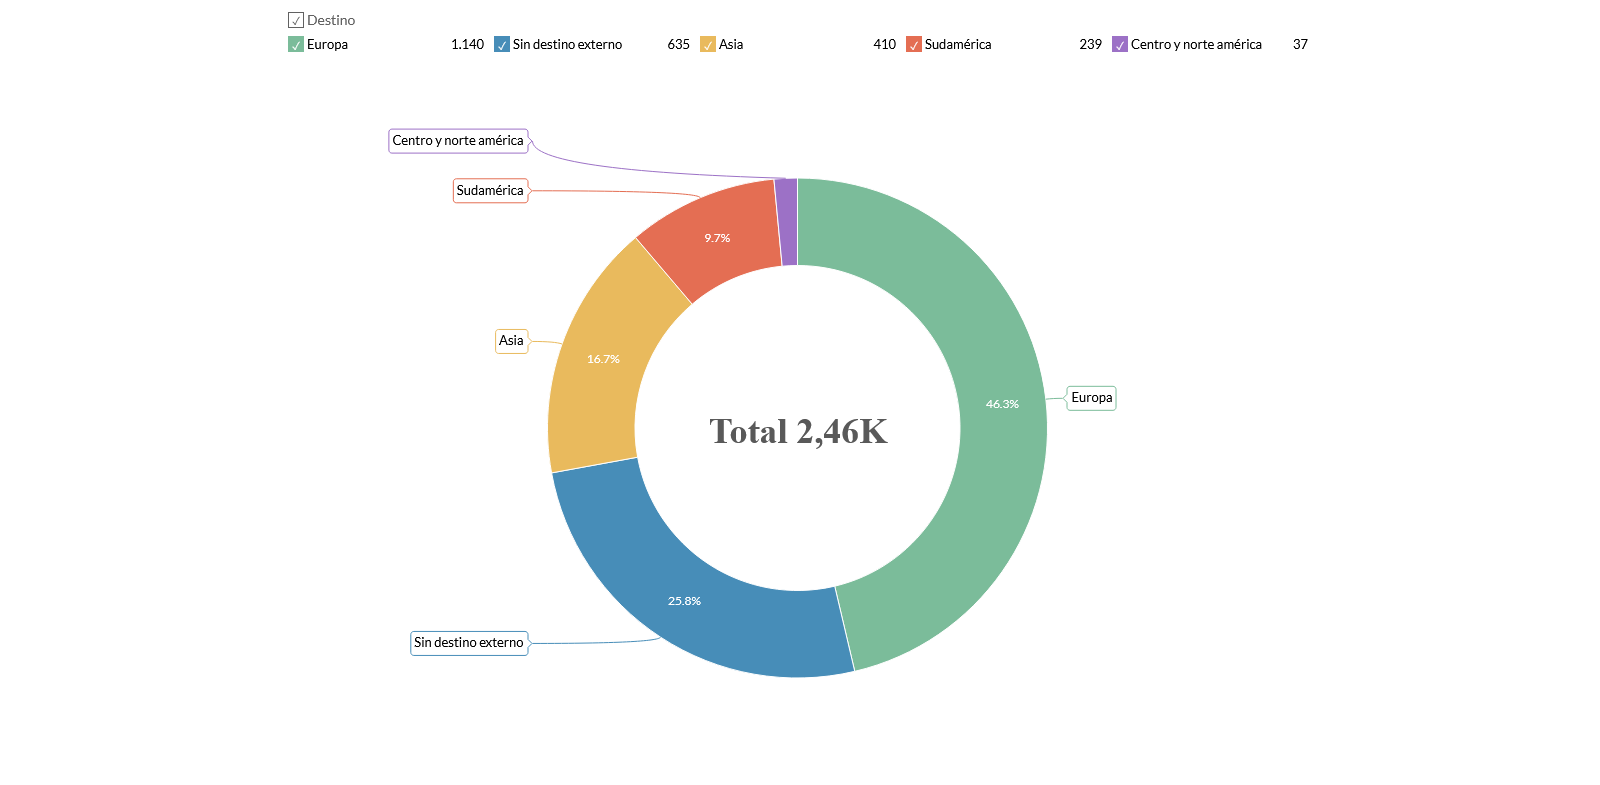 Destino
Europa 1.140 Sin destino externo 635 Asia 410 Sudamérica 239 Centro y norte américa 37
Centro y norte américa
Sudamérica
9.7%
Asia
16.7%
Europa
46.3%
Total 2,46K
25.8%
Sin destino externo